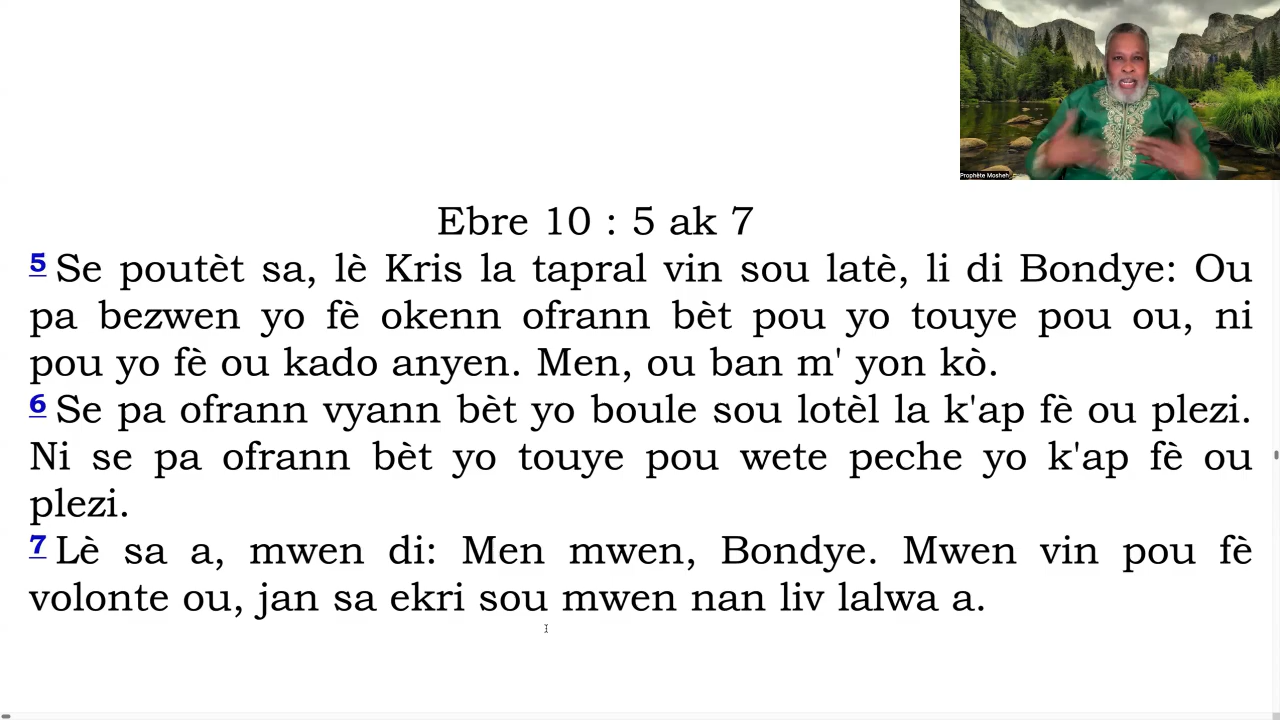 Prophète Mosheh
Ebre 10 : 5 ak 7
5 Se poutèt sa, lè Kris la tapral vin sou latè, li di Bondye: Ou
pa bezwen yo fè okenn ofrann bèt pou yo touye pou ou, ni
pou yo fè ou kado anyen. Men, ou ban m' yon kò.
6 Se pa ofrann vyann bèt yo boule sou lotèl la k'ap fè ou plezi.
Ni se pa ofrann bèt yo touye pou wete peche yo k'ap fè ou
plezi.
7 Lè sa a, mwen di: Men mwen, Bondye. Mwen vin pou fè
volonte ou, jan sa ekri sou mwen nan liv lalwa a.